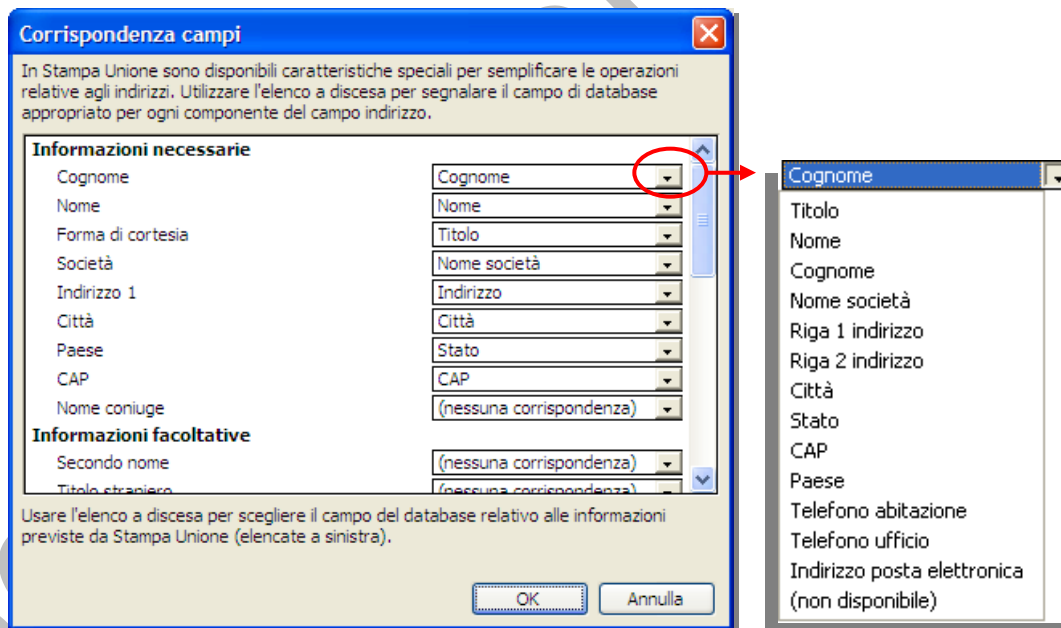 Corrispondenza campi
In Stampa Unione sono disponibili caratteristiche speciali per semplificare le operazioni
relative agli indirizzi. Utilizzare l'elenco a discesa per segnalare il campo di database
appropriato per ogni componente del campo indirizzo.
Informazioni necessarie
Cognome Cognome
Nome Nome
Forma di cortesia Titolo
Società Nome società
Indirizzo 1 Indirizzo
Città Città
Paese Stato
CAP CAP
Nome coniuge (nessuna corrispondenza)
Informazioni facoltative
Secondo nome (nessuna corrispondenza)
Titolo straniero (nessuna corrispondenza)
Usare l'elenco a discesa per scegliere il campo del database relativo alle informazioni
previste da Stampa Unione (elencate a sinistra).
OK Annulla
Cognome
Titolo
Nome
Cognome
Nome società
Riga 1 indirizzo
Riga 2 indirizzo
Città
Stato
CAP
Paese
Telefono abitazione
Telefono ufficio
Indirizzo posta elettronica
(non disponibile)